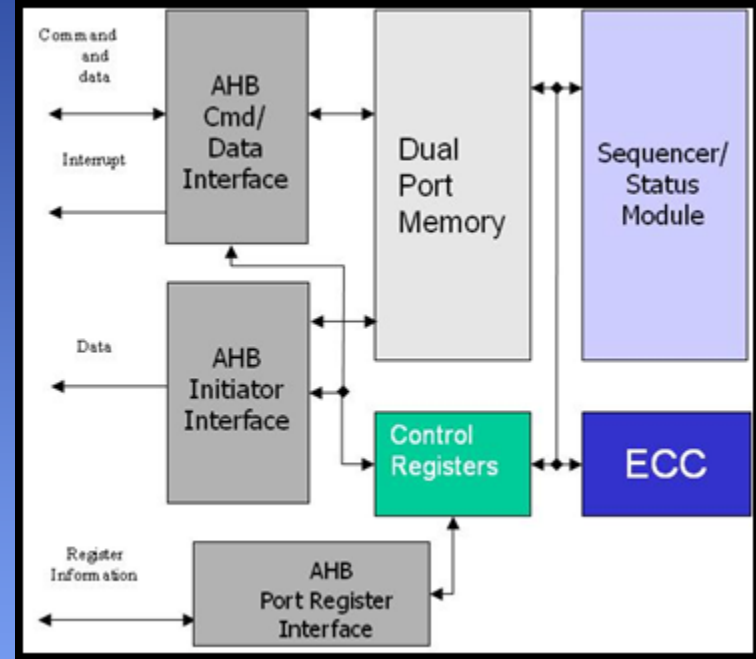 Command
and
data
AHB
Cmd/
Data
Interface
Interrupt
Dual
Port
Memory
Sequencer/
Status
Module
Data
AHB
Initiator
Interface
Control
Registers
ECC
Register
Information
AHB
Port Register
Interface